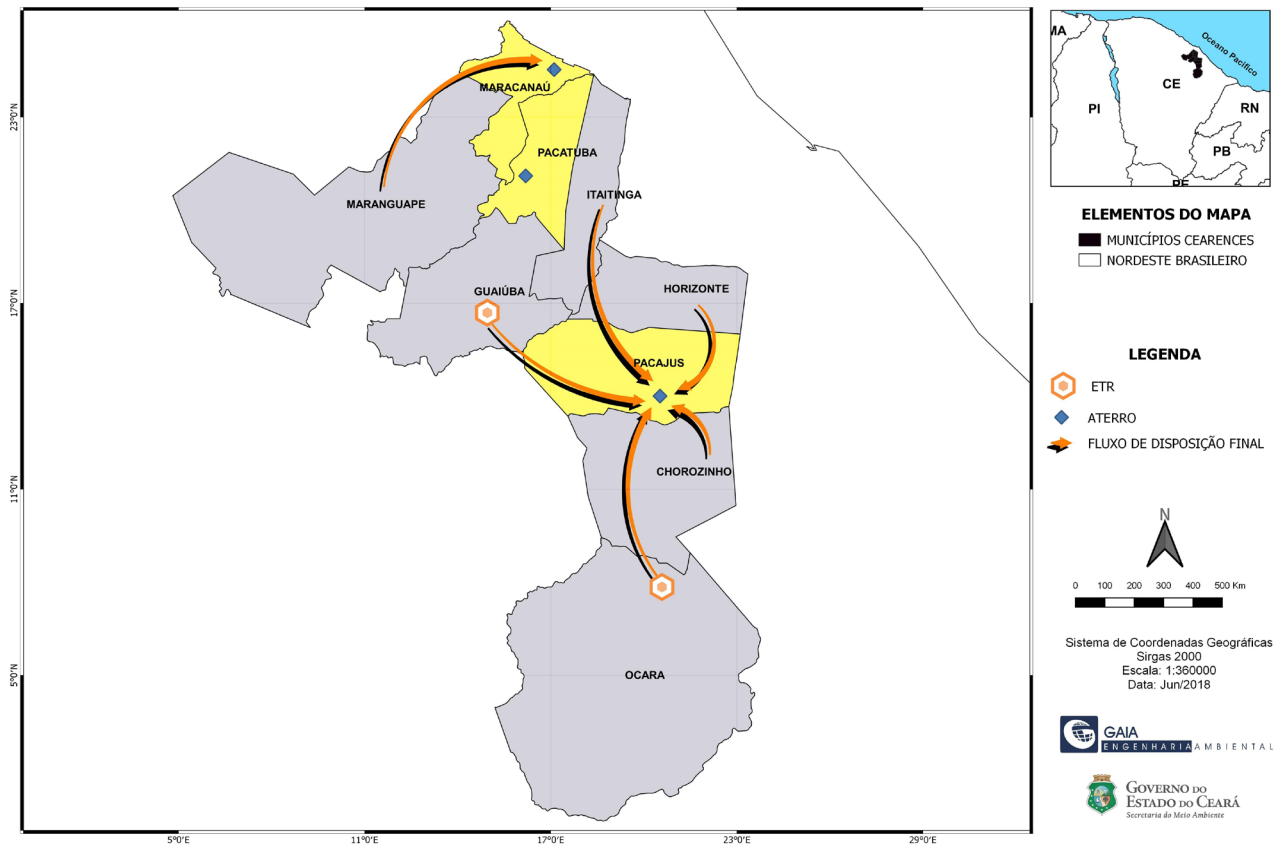 MARACANAÚ
PACATUBA
ITAITINGA
MARANGUAPE
GUAIÚBA
HORIZONTE
PACAJUS
CHOROZINHO
OCARA
23°0'N
17°0'N
11°0'N
5°0'N
5°0'E
11°0'E
17°0'E
23°0'E
29°0'E
MA
Oceano Pacífico
CE
PI
RN
PB
PE
ELEMENTOS DO MAPA
MUNICÍPIOS CEARENCES
NORDESTE BRASILEIRO
LEGENDA
ETR
ATERRO
FLUXO DE DISPOSIÇÃO FINAL
N
0 100 200 300 400 500 Km
Sistema de Coordenadas Geográficas
Sirgas 2000
Escala: 1:360000
Data: Jun/2018
GAIA
ENGENHARIA AMBIENTAL
GOVERNO DO
ESTADO DO CEARÁ
Secretaria do Meio Ambiente